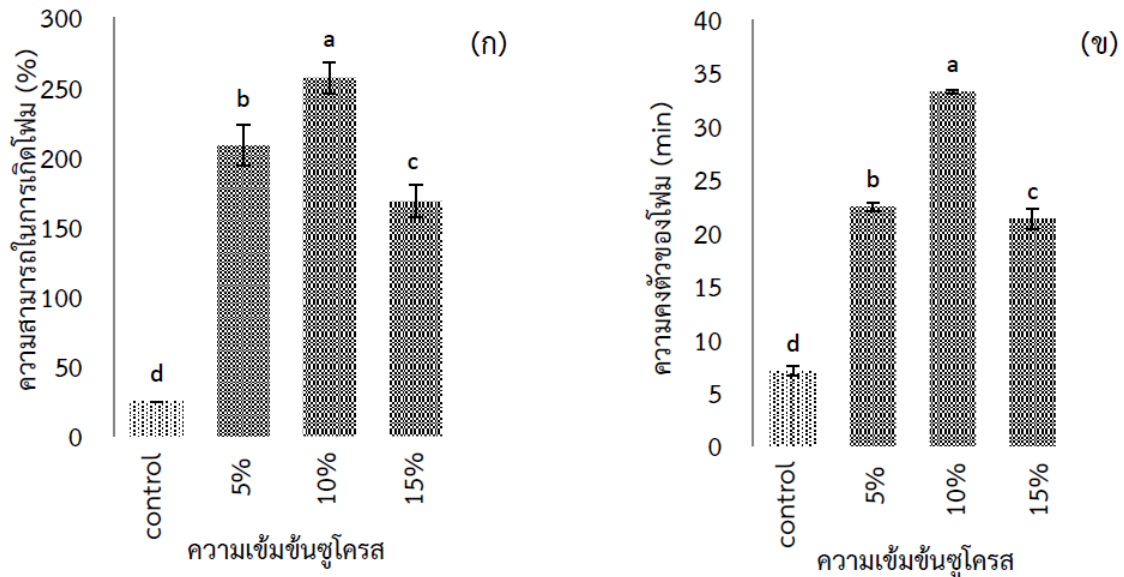 ความสามารถในการเกิดโฟม (%)
300
250
200
150
100
50
0
(ก)
d
b
a
c
control
5%
10%
15%
ความเข้มข้นซูโครส
ความคงตัวของโฟม (min)
40
35
30
25
20
15
10
5
0
(ข)
d
b
a
c
control
5%
10%
15%
ความเข้มข้นซูโครส